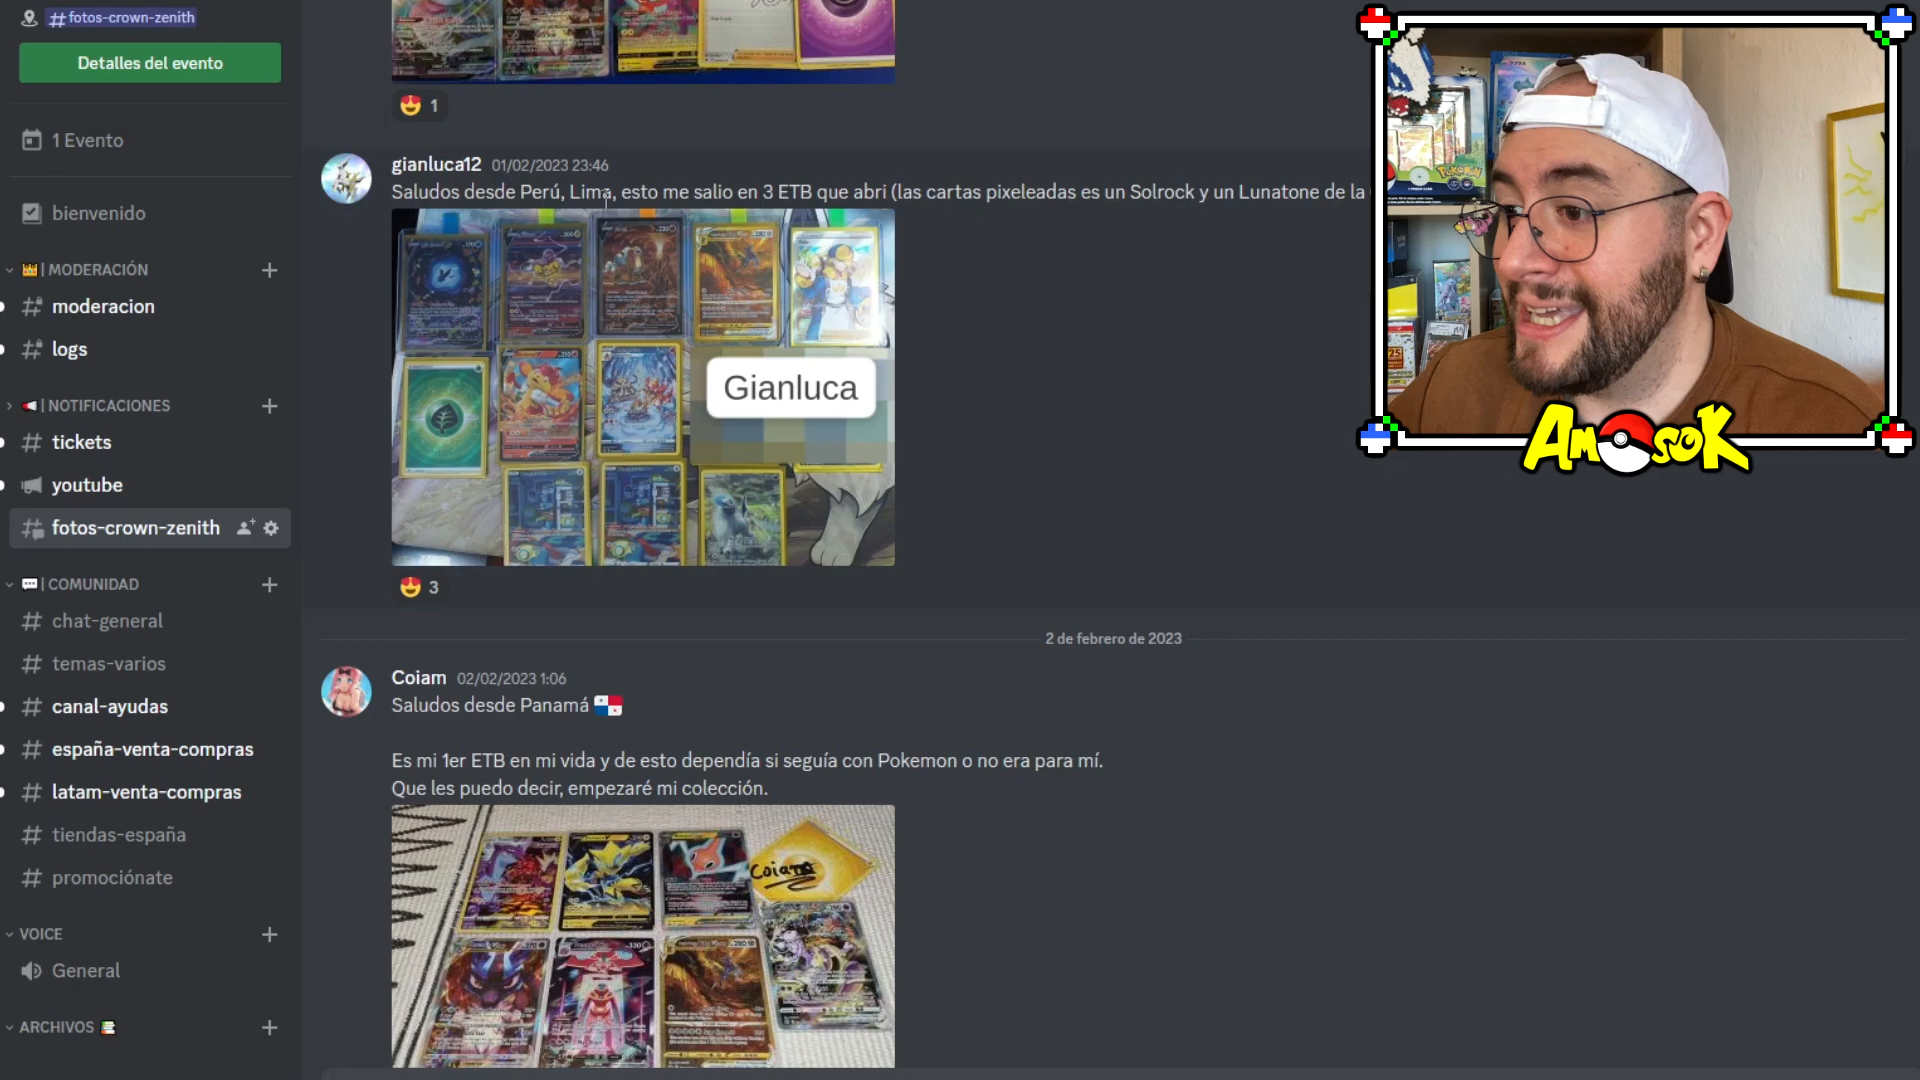 fotos-crown-zenith
Detalles del evento
1 Evento
bienvenido
| MODERACIÓN
moderacion
logs
| NOTIFICACIONES
tickets
youtube
fotos-crown-zenith
| COMUNIDAD
chat-general
temas-varios
canal-ayudas
españa-venta-compras
latam-venta-compras
tiendas-españa
promociónate
VOICE
General
ARCHIVOS
1
gianluca12 01/02/2023 23:46
Saludos desde Perú, Lima, esto me salio en 3 ETB que abri (las cartas pixeleadas es un Solrock y un Lunatone de la
Gianluca
3
2 de febrero de 2023
Coiam 02/02/2023 1:06
Saludos desde Panamá
Es mi 1er ETB en mi vida y de esto dependía si seguía con Pokemon o no era para mí.
Que les puedo decir, empezaré mi colección.
Coiam
Pokémon
GO
AMOSOK